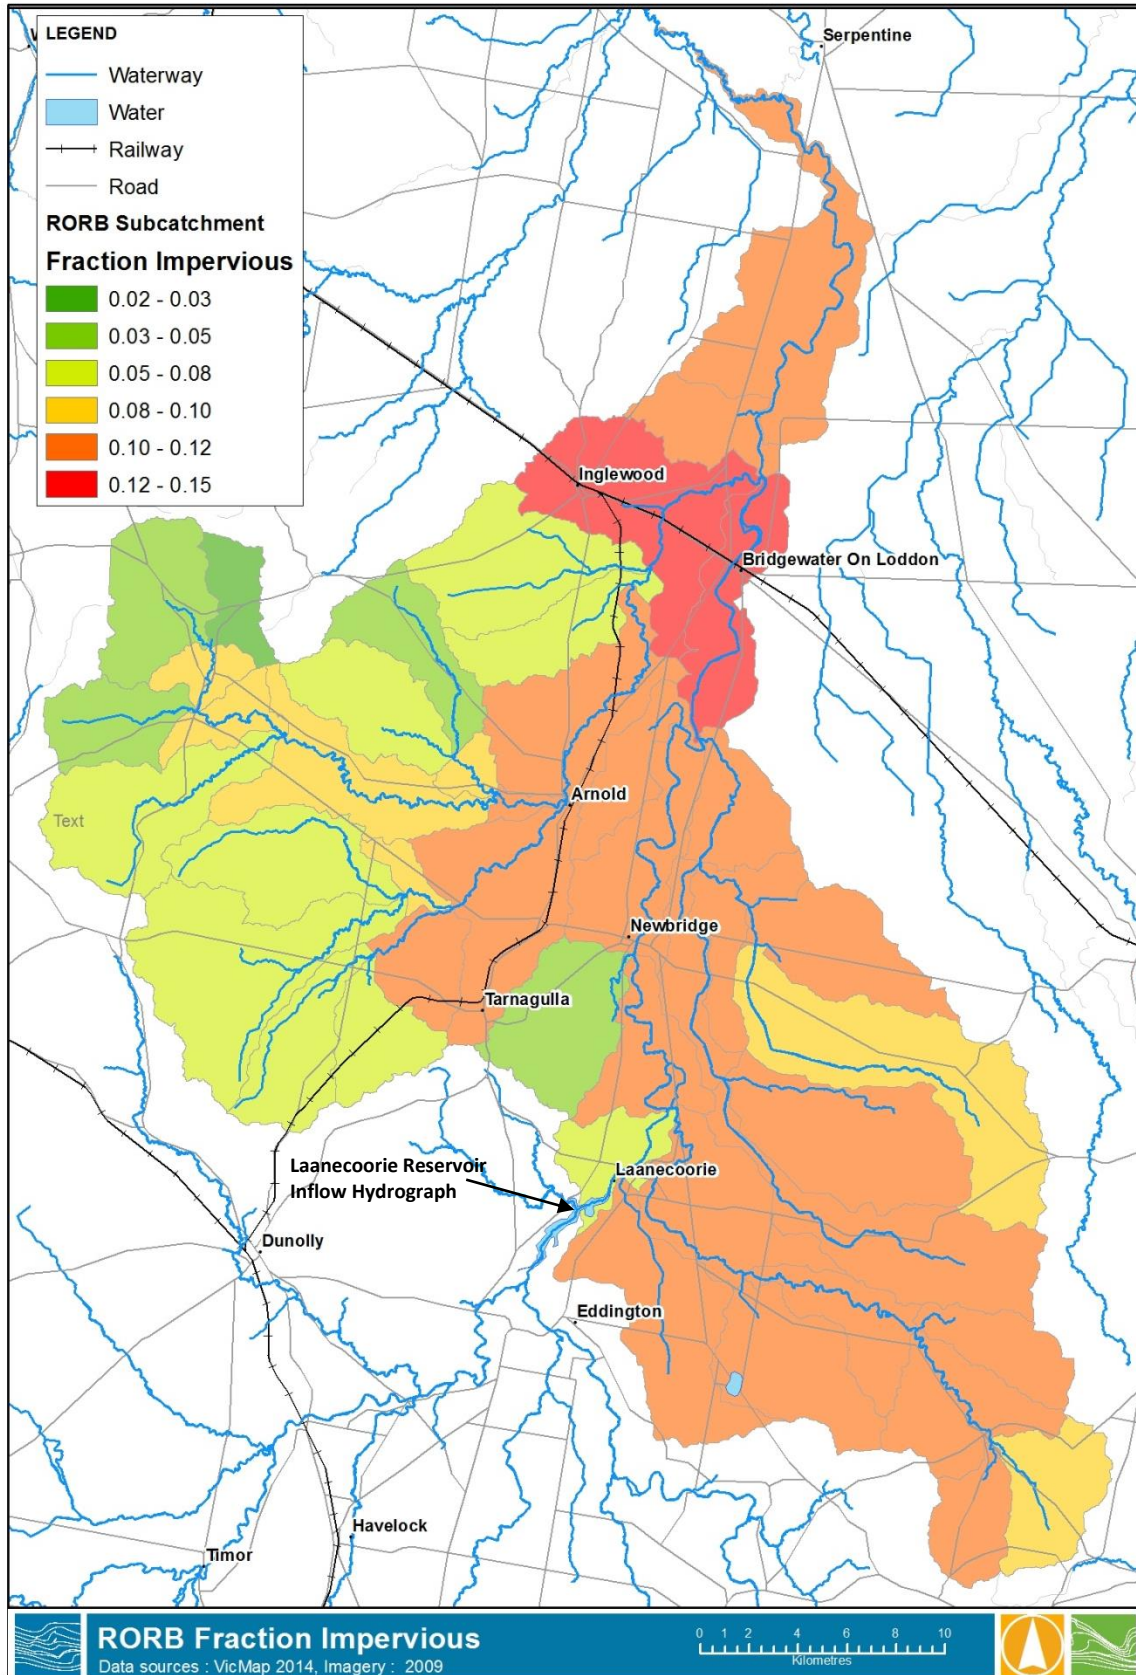 LEGEND
Waterway
Water
Railway
Road
RORB Subcatchment
Fraction Impervious
0.02 - 0.03
0.03 - 0.05
0.05 - 0.08
0.08 - 0.10
0.10 - 0.12
0.12 - 0.15
Serpentine
Inglewood
Bridgewater On Loddon
Arnold
Text
Newbridge
Tarnagulla
Laanecoorie Reservoir
Inflow Hydrograph
Laanecoorie
Dunolly
Eddington
Havelock
Timor
RORB Fraction Impervious
Data sources : VicMap 2014, Imagery : 2009
0 1 2 4 6 8 10
Kilometres